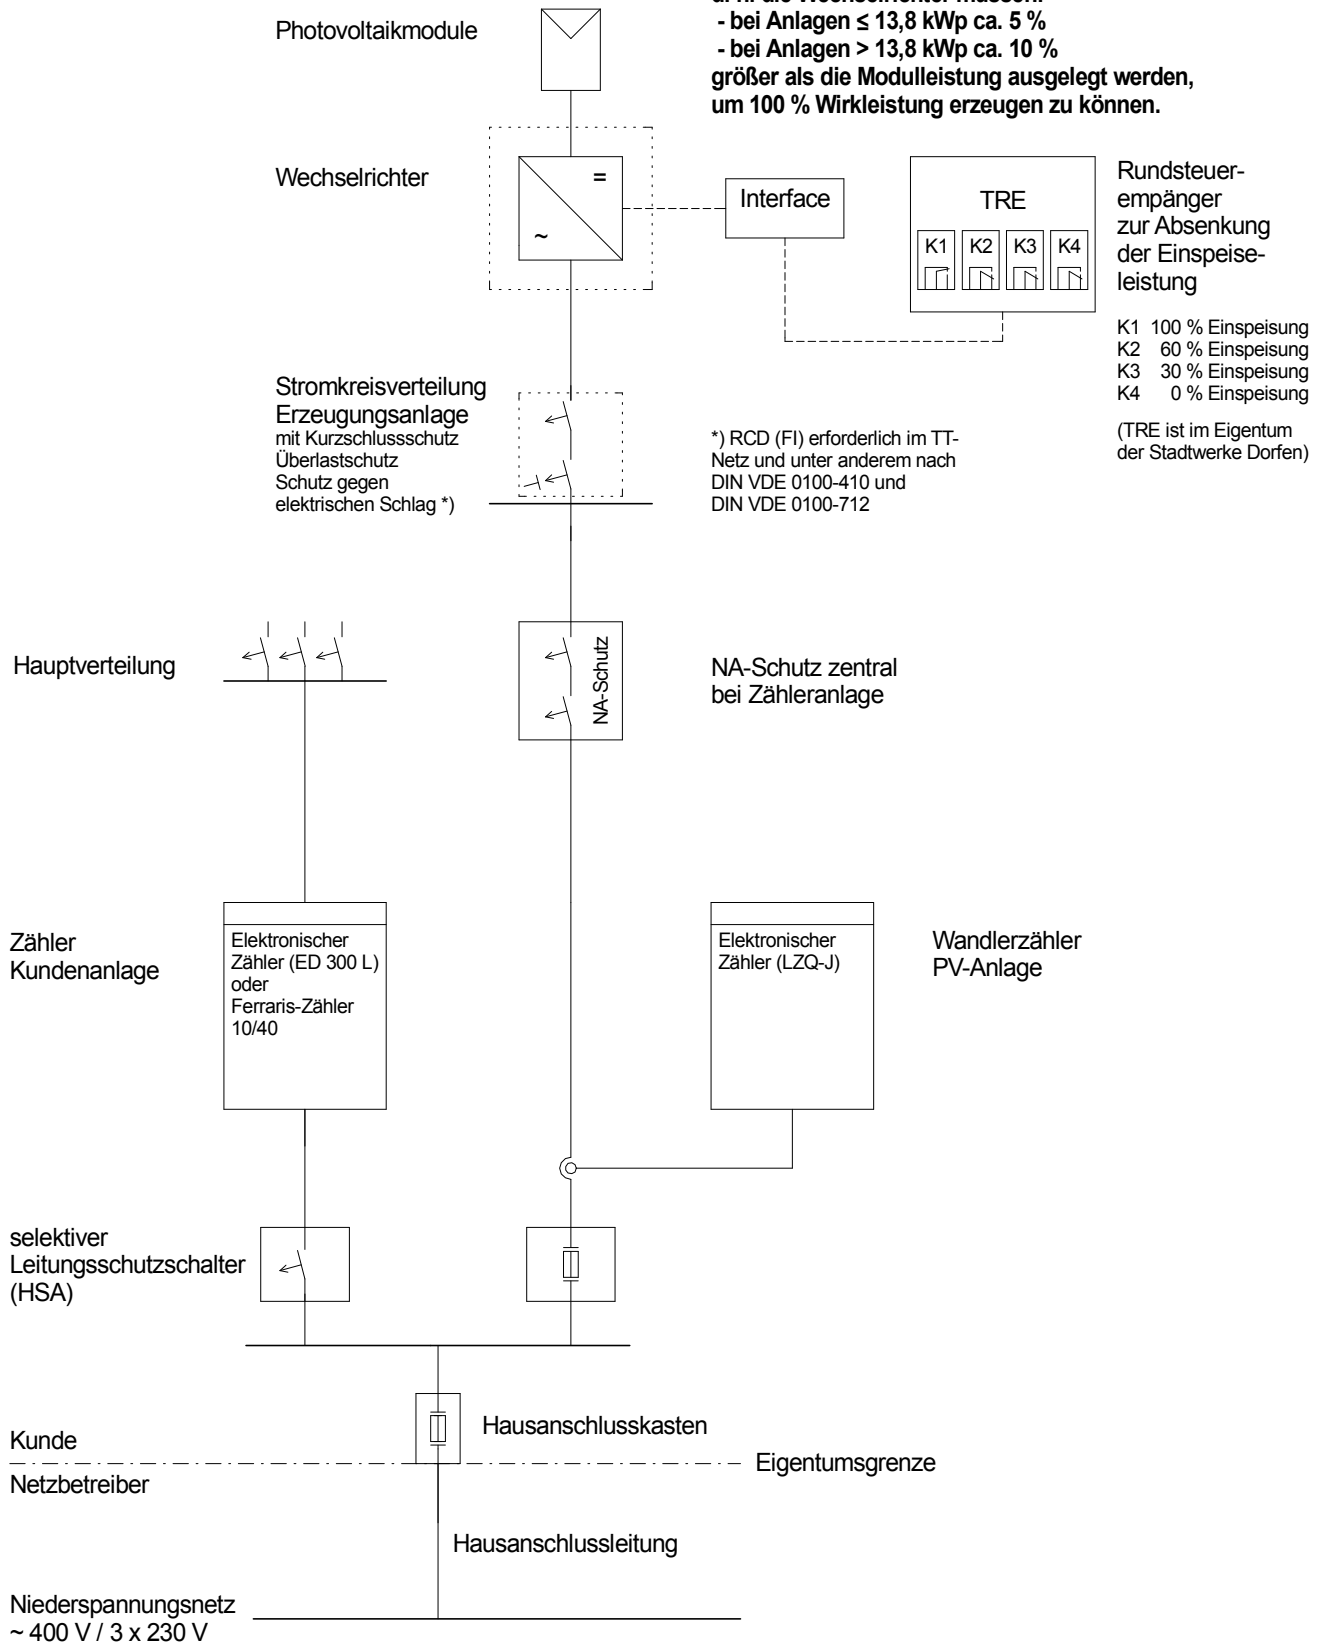 d. h. die Wechselrichter müssen:
- bei Anlagen ≤ 13,8 kWp ca. 5 %
- bei Anlagen > 13,8 kWp ca. 10 %
größer als die Modulleistung ausgelegt werden,
um 100 % Wirkleistung erzeugen zu können.
Photovoltaikmodule
Wechselrichter
=
~
Interface
TRE
K1 K2 K3 K4
Rundsteuer-
empänger
zur Absenkung
der Einspeise-
leistung
K1 100 % Einspeisung
K2 60 % Einspeisung
K3 30 % Einspeisung
K4 0 % Einspeisung
(TRE ist im Eigentum
der Stadtwerke Dorfen)
Stromkreisverteilung
Erzeugungsanlage
mit Kurzschlussschutz
Überlastschutz
Schutz gegen
elektrischen Schlag *)
*) RCD (FI) erforderlich im TT-
Netz und unter anderem nach
DIN VDE 0100-410 und
DIN VDE 0100-712
Hauptverteilung
NA-Schutz
NA-Schutz zentral
bei Zähleranlage
Zähler
Kundenanlage
Elektronischer
Zähler (ED 300 L)
oder
Ferraris-Zähler
10/40
Elektronischer
Zähler (LZQ-J)
Wandlerzähler
PV-Anlage
selektiver
Leitungsschutzschalter
(HSA)
Hausanschlusskasten
Kunde
Eigentumsgrenze
Netzbetreiber
Hausanschlussleitung
Niederspannungsnetz
~ 400 V / 3 x 230 V